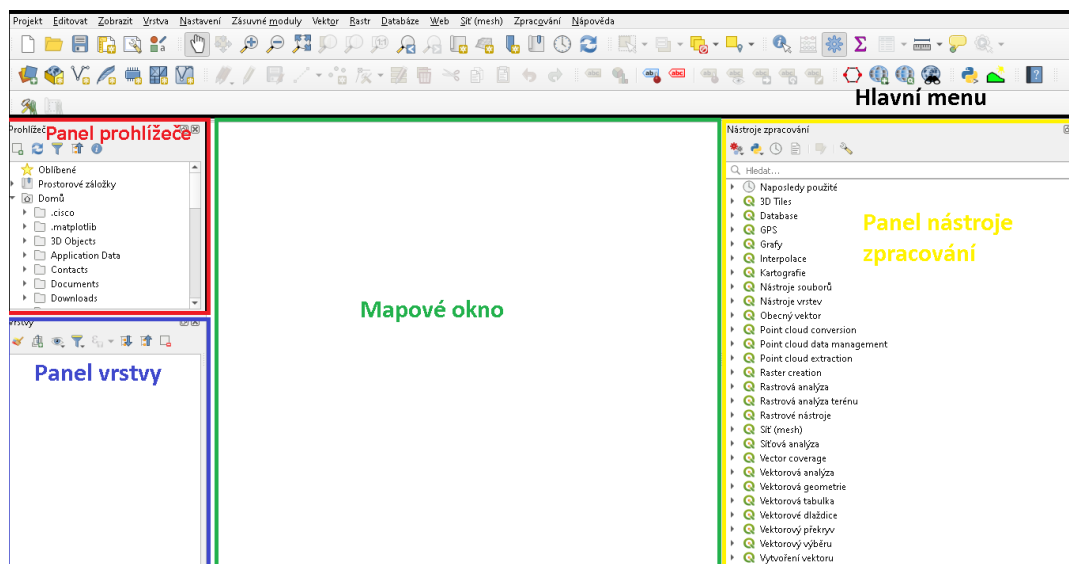 Projekt Editovat Zobrazit Vrstva Nastavení Zásuvné moduly Vektor Rastr Databáze Web Síť (mesh) Zpracování Nápověda
abc
Hlavní menu
Panel prohlížeče
Oblíbené
Prostorové záložky
Domů
.cisco
.matplotlib
3D Objects
Application Data
Contacts
Documents
Downloads
Vrstvy
Panel vrstvy
Mapové okno
Nástroje zpracování
Hledat...
Naposledy použité
3D Tiles
Database
GPS
Grafy
Interpolace
Kartografie
Nástroje souborů
Nástroje vrstev
Obecný vektor
Point cloud conversion
Point cloud data management
Point cloud extraction
Raster creation
Rastrová analýza
Rastrová analýza terénu
Rastrové nástroje
Síť (mesh)
Síťová analýza
Vector coverage
Vektorová analýza
Vektorová geometrie
Vektorová tabulka
Vektorové dlaždice
Vektorový překryv
Vektorový výběru
Vytvoření vektoru
Panel nástroje
zpracování